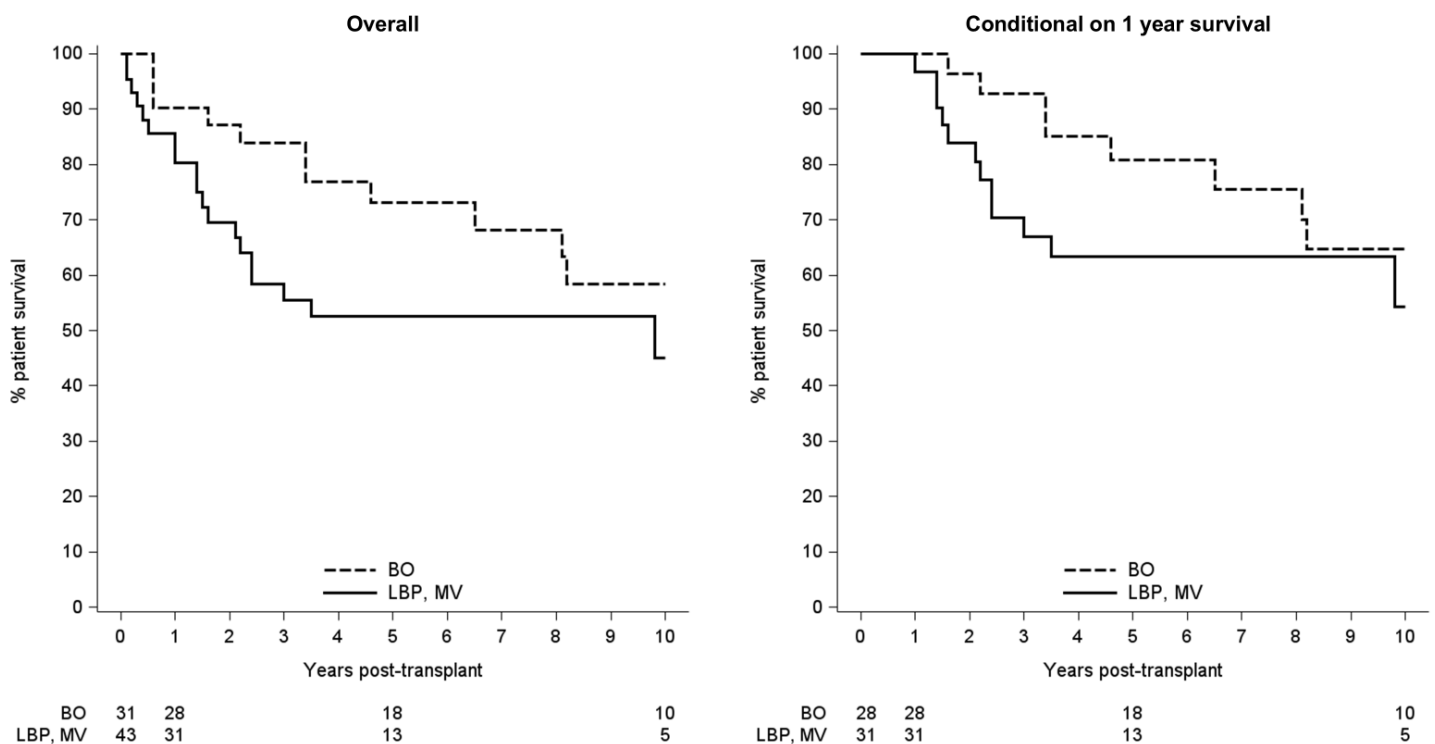 Overall
100
90
80
70
60
50
40
30
20
10
0
% patient survival
BO
LBP, MV
0 1 2 3 4 5 6 7 8 9 10
Years post-transplant
BO 31 28 18 10
LBP, MV 43 31 13 5
Conditional on 1 year survival
100
90
80
70
60
50
40
30
20
10
0
% patient survival
BO
LBP, MV
0 1 2 3 4 5 6 7 8 9 10
Years post-transplant
BO 28 28 18 10
LBP, MV 31 31 13 5